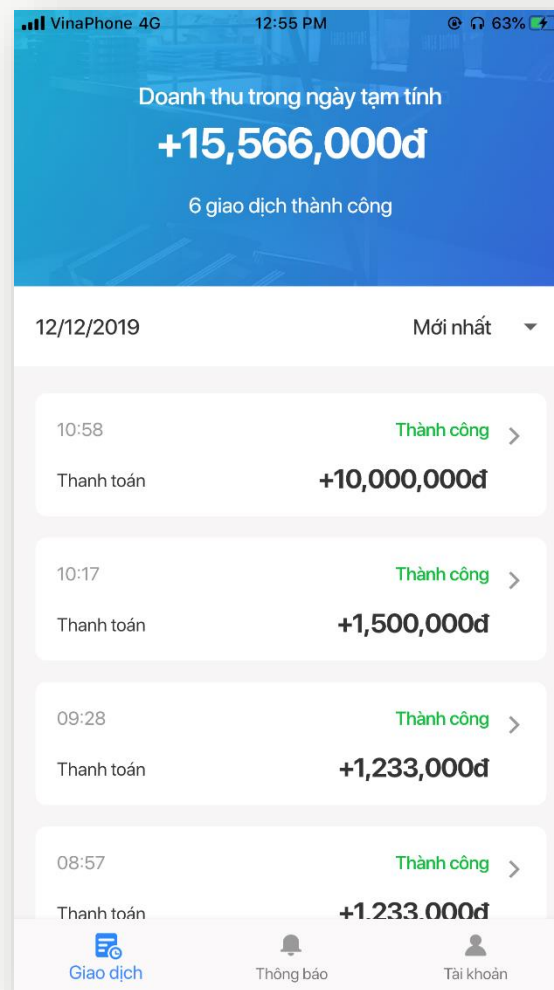 VinaPhone 4G 12:55 PM 63%
Doanh thu trong ngày tạm tính
+15,566,000đ
6 giao dịch thành công
12/12/2019 Mới nhất
10:58 Thành công
Thanh toán +10,000,000đ
10:17 Thành công
Thanh toán +1,500,000đ
09:28 Thành công
Thanh toán +1,233,000đ
08:57 Thành công
Thanh toán +1,233,000đ
Giao dịch Thông báo Tài khoản